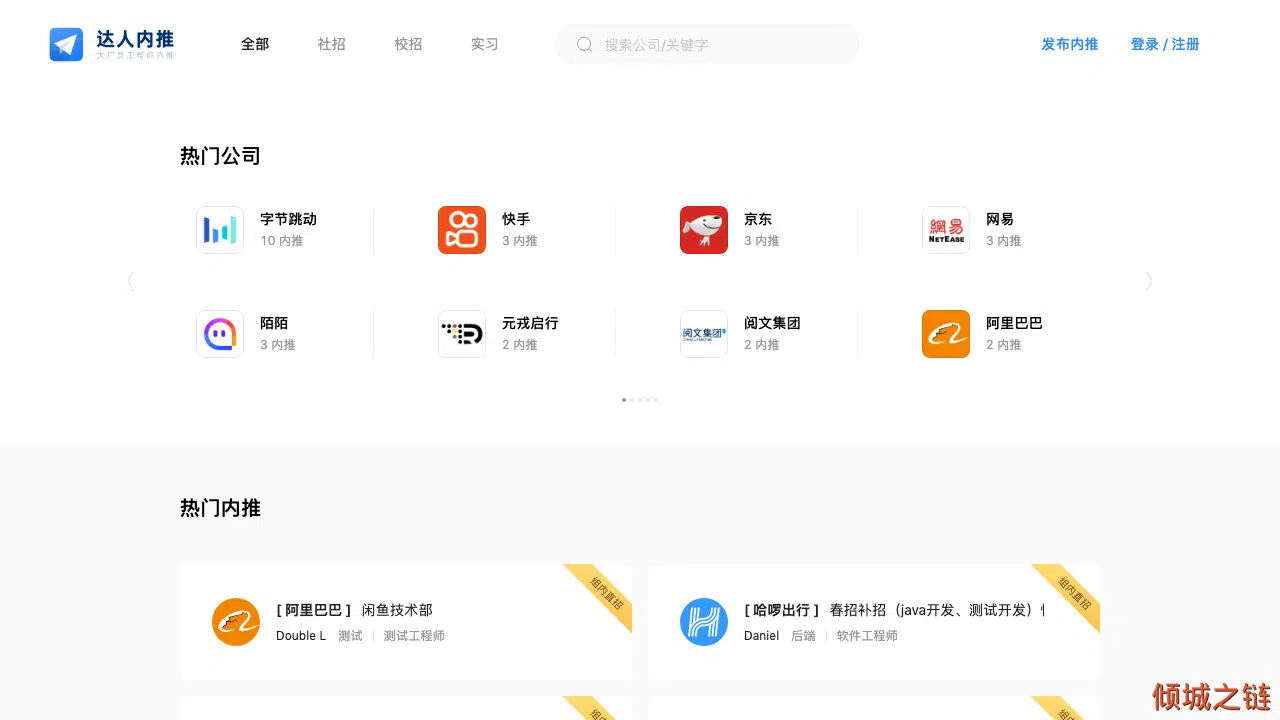 达人内推
大厂员工帮你内推
全部 社招 校招 实习
搜索公司/关键字
发布内推 登录 / 注册
热门公司
字节跳动
10 内推
快手
3 内推
京东
3 内推
網易
NETEASE
网易
3 内推
陌陌
3 内推
元戎启行
2 内推
阅文集团
CHINA LITERATURE
阅文集团
2 内推
阿里巴巴
2 内推
热门内推
[ 阿里巴巴 ] 闲鱼技术部
Double L 测试 | 测试工程师
组内直招
[ 哈啰出行 ] 春招补招（java开发、测试开发）
Daniel 后端 | 软件工程师
组内直招
倾城之链